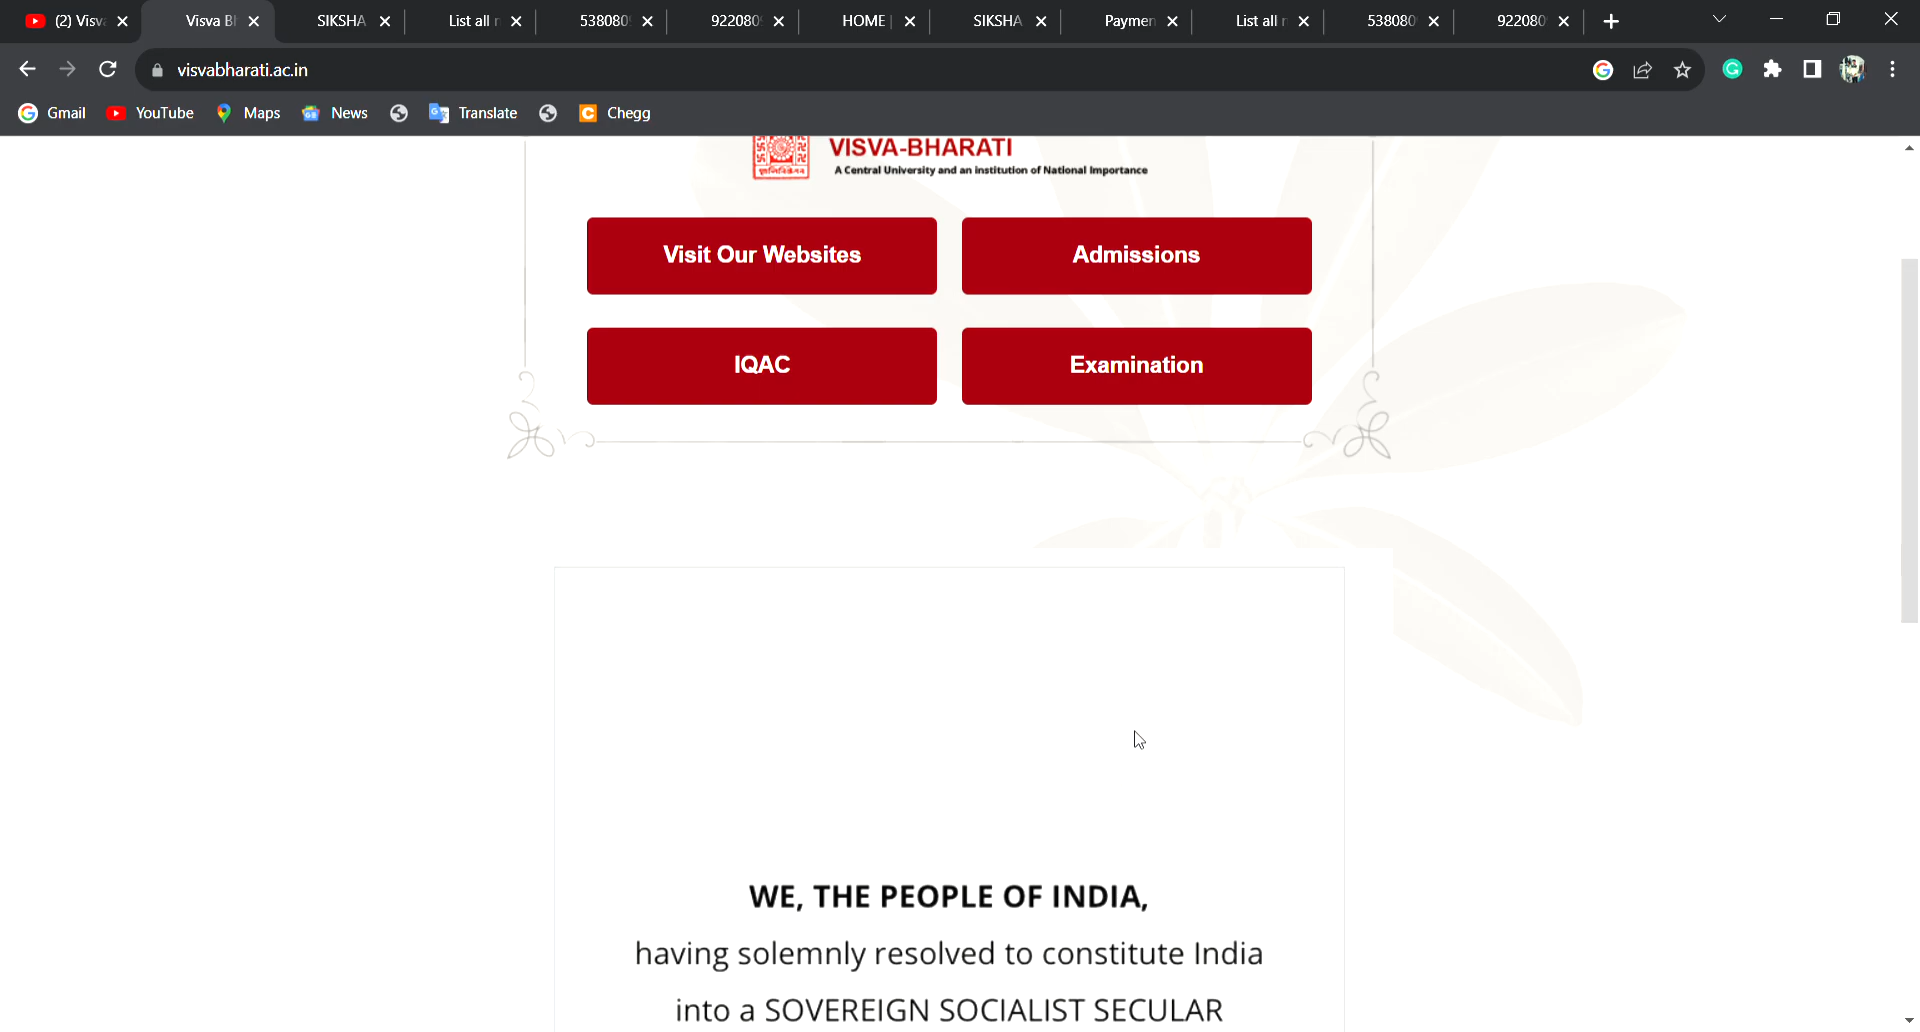 (2) Visva
Visva Bh
SIKSHA
List all r
538080
922080
HOME |
SIKSHA
Paymen
List all r
538080
922080
visvabharati.ac.in
Gmail
YouTube
Maps
News
Translate
Chegg
VISVA-BHARATI
A Central University and an Institution of National Importance
Visit Our Websites
Admissions
IQAC
Examination
WE, THE PEOPLE OF INDIA,
having solemnly resolved to constitute India
into a SOVEREIGN SOCIALIST SECULAR